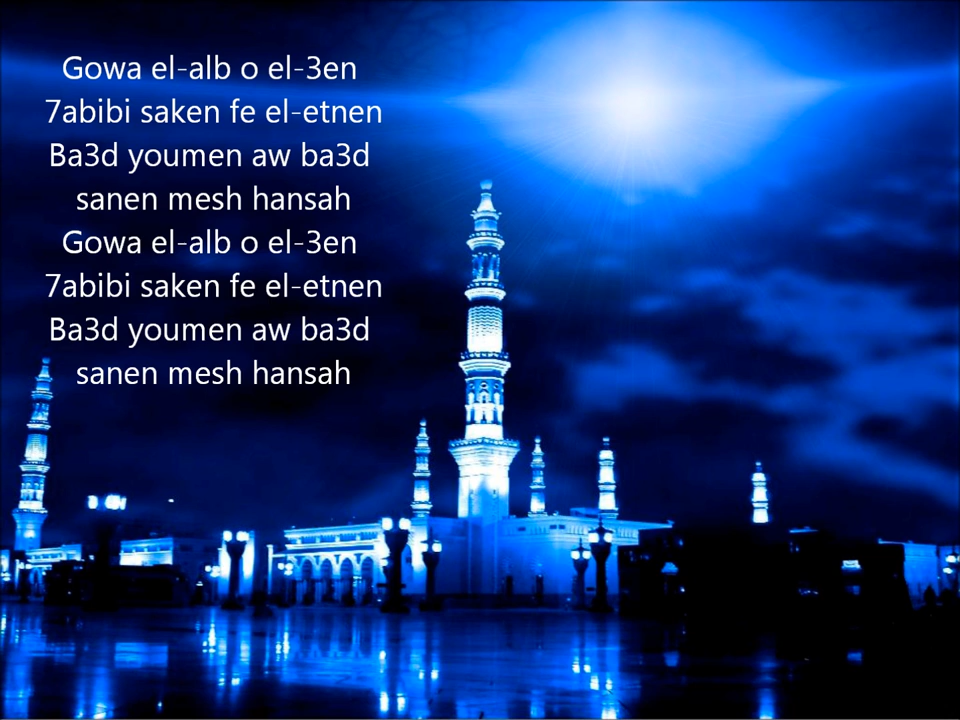 Gowa el-alb o el-3en
7abibi saken fe el-etnen
Ba3d youmen aw ba3d
sanen mesh hansah
Gowa el-alb o el-3en
7abibi saken fe el-etnen
Ba3d youmen aw ba3d
sanen mesh hansah